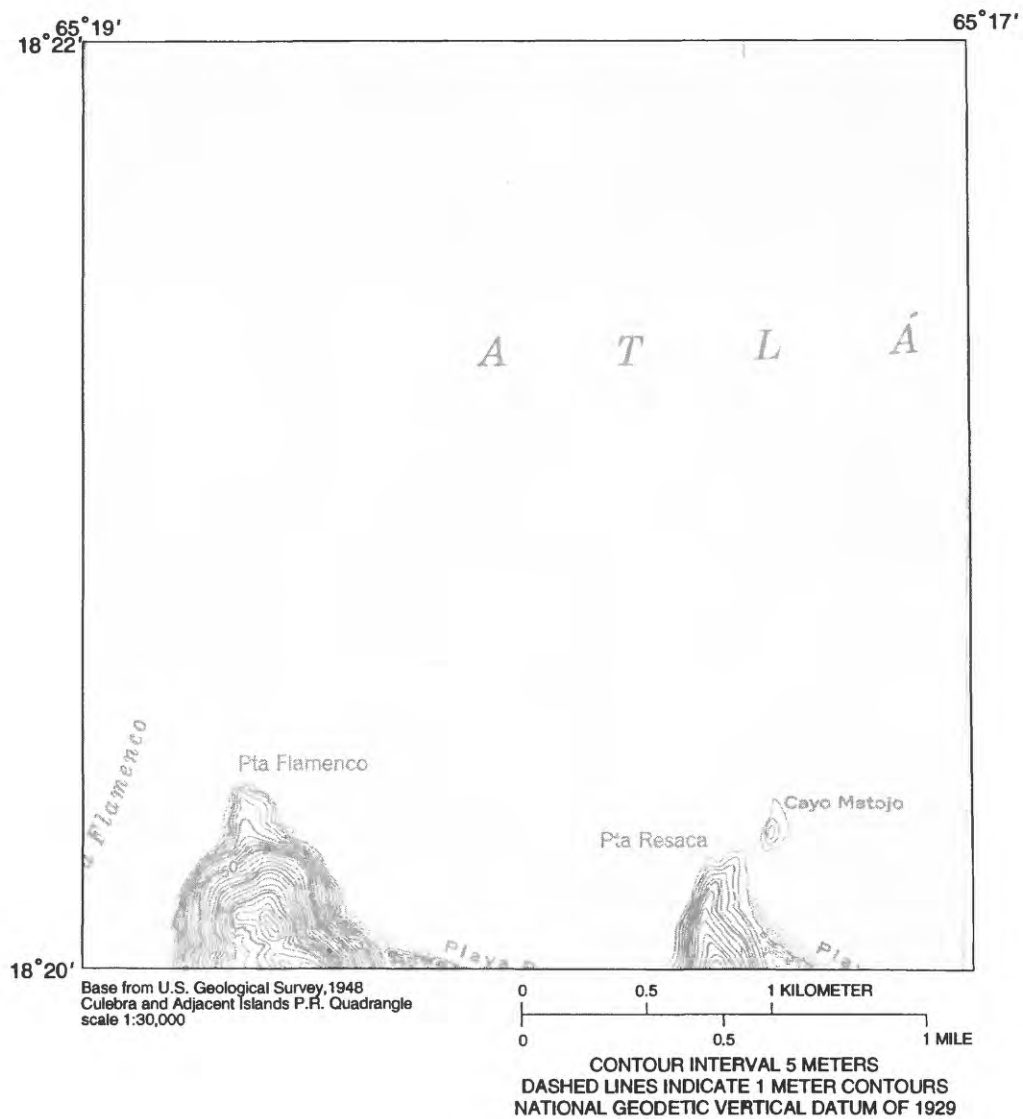 65°19'
65°17'
18°22'
A T L Á
Flamenco
Pta Flamenco
Cayo Matojo
Pta Resaca
50
Playa
18°20'
Base from U.S. Geological Survey, 1948
Culebra and Adjacent Islands P.R. Quadrangle
scale 1:30,000
0 0.5 1 KILOMETER
0 0.5 1 MILE
CONTOUR INTERVAL 5 METERS
DASHED LINES INDICATE 1 METER CONTOURS
NATIONAL GEODETIC VERTICAL DATUM OF 1929